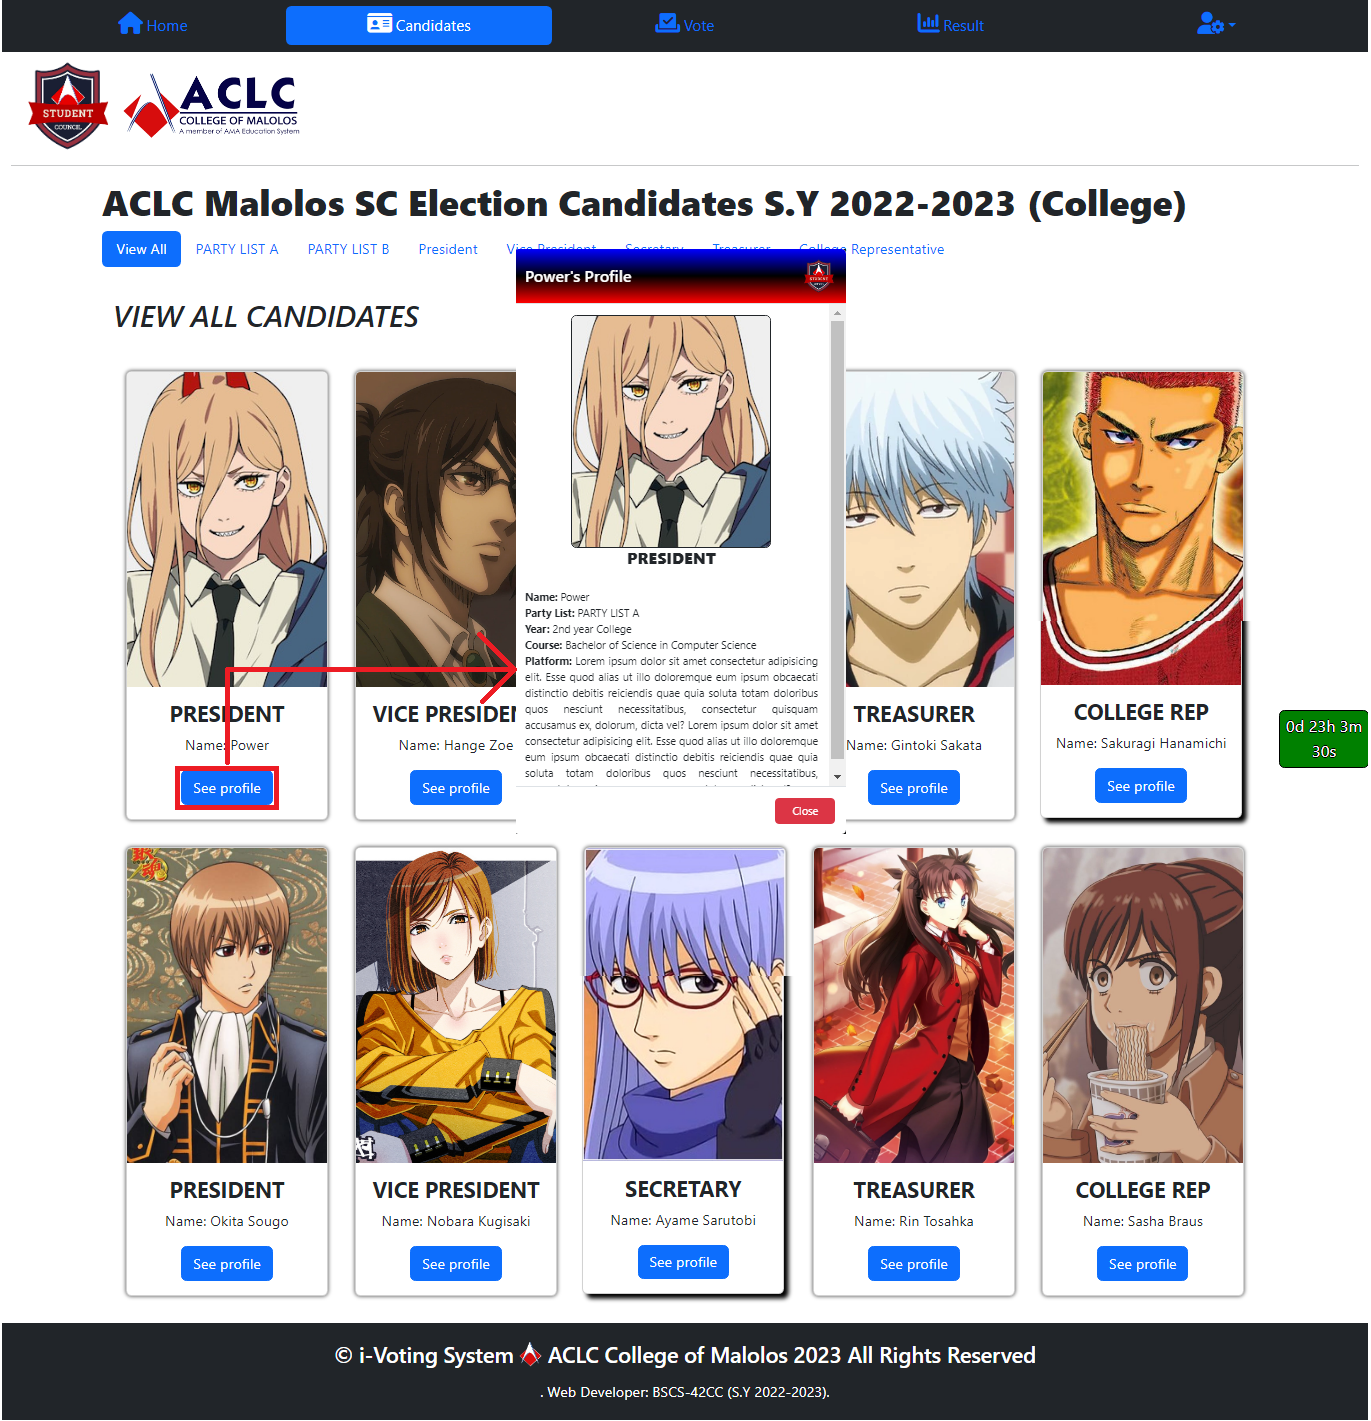 Home
Candidates
Vote
Result
STUDENT
COUNCIL
ACLC
COLLEGE OF MALOLOS
A member of AMA Education System
ACLC Malolos SC Election Candidates S.Y 2022-2023 (College)
View All
PARTY LIST A
PARTY LIST B
President
Vice President
Secretary
Treasurer
College Representative
VIEW ALL CANDIDATES
Power's Profile
PRESIDENT
Name: Power
Party List: PARTY LIST A
Year: 2nd year College
Course: Bachelor of Science in Computer Science
Platform: Lorem ipsum dolor sit amet consectetur adipisicing
elit. Esse quod alias ut illo doloremque eum ipsum obcaecati
distinctio debitis reiciendis quae quia soluta totam doloribus
quos nesciunt necessitatibus, consectetur quisquam
accusamus ex, dolorum, dicta vel? Lorem ipsum dolor sit amet
consectetur adipisicing elit. Esse quod alias ut illo doloremque
eum ipsum obcaecati distinctio debitis reiciendis quae quia
soluta totam doloribus quos nesciunt necessitatibus,
Close
PRESIDENT
Name: Power
See profile
VICE PRESIDEN
Name: Hange Zoe
See profile
TREASURER
Name: Gintoki Sakata
See profile
COLLEGE REP
Name: Sakuragi Hanamichi
See profile
0d 23h 3m
30s
PRESIDENT
Name: Okita Sougo
See profile
VICE PRESIDENT
Name: Nobara Kugisaki
See profile
SECRETARY
Name: Ayame Sarutobi
See profile
TREASURER
Name: Rin Tosahka
See profile
COLLEGE REP
Name: Sasha Braus
See profile
© i-Voting System ACLC College of Malolos 2023 All Rights Reserved
. Web Developer: BSCS-42CC (S.Y 2022-2023).